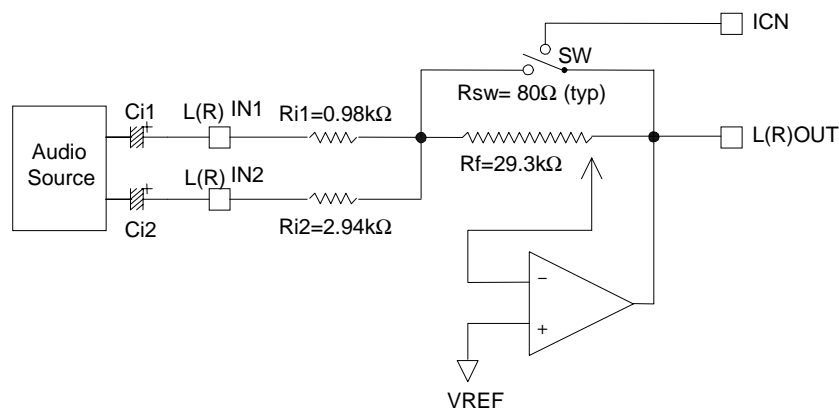 ICN
SW
Rsw= 80Ω (typ)
Ci1
L(R) IN1
Ri1=0.98kΩ
Audio
Source
Rf=29.3kΩ
L(R)OUT
L(R) IN2
Ci2
Ri2=2.94kΩ
−
+
VREF